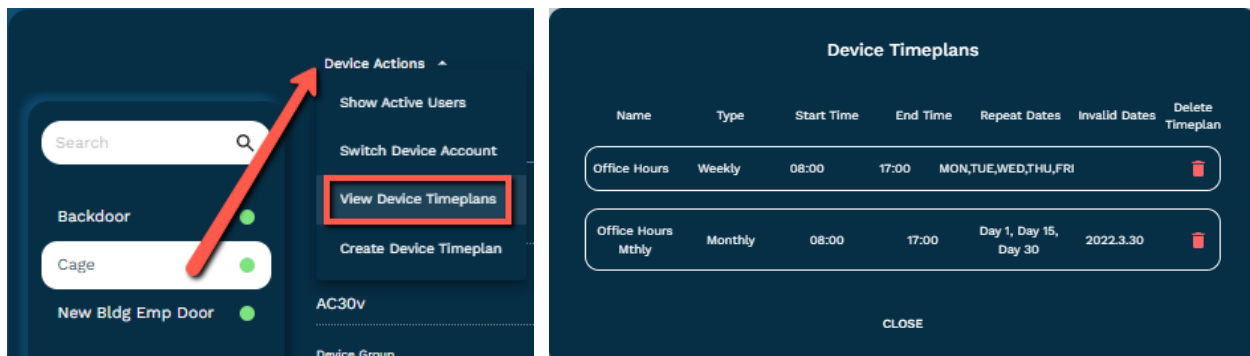 Device Actions
Show Active Users
Search
Switch Device Account
View Device Timeplans
Backdoor
Create Device Timeplan
Cage
New Bldg Emp Door
AC30v
Device Group
Device Timeplans
Name Type Start Time End Time Repeat Dates Invalid Dates Delete
Timeplan
Office Hours Weekly 08:00 17:00 MON,TUE,WED,THU,FRI
Office Hours
Mthly
Monthly 08:00 17:00
Day 1, Day 15,
Day 30
2022.3.30
CLOSE